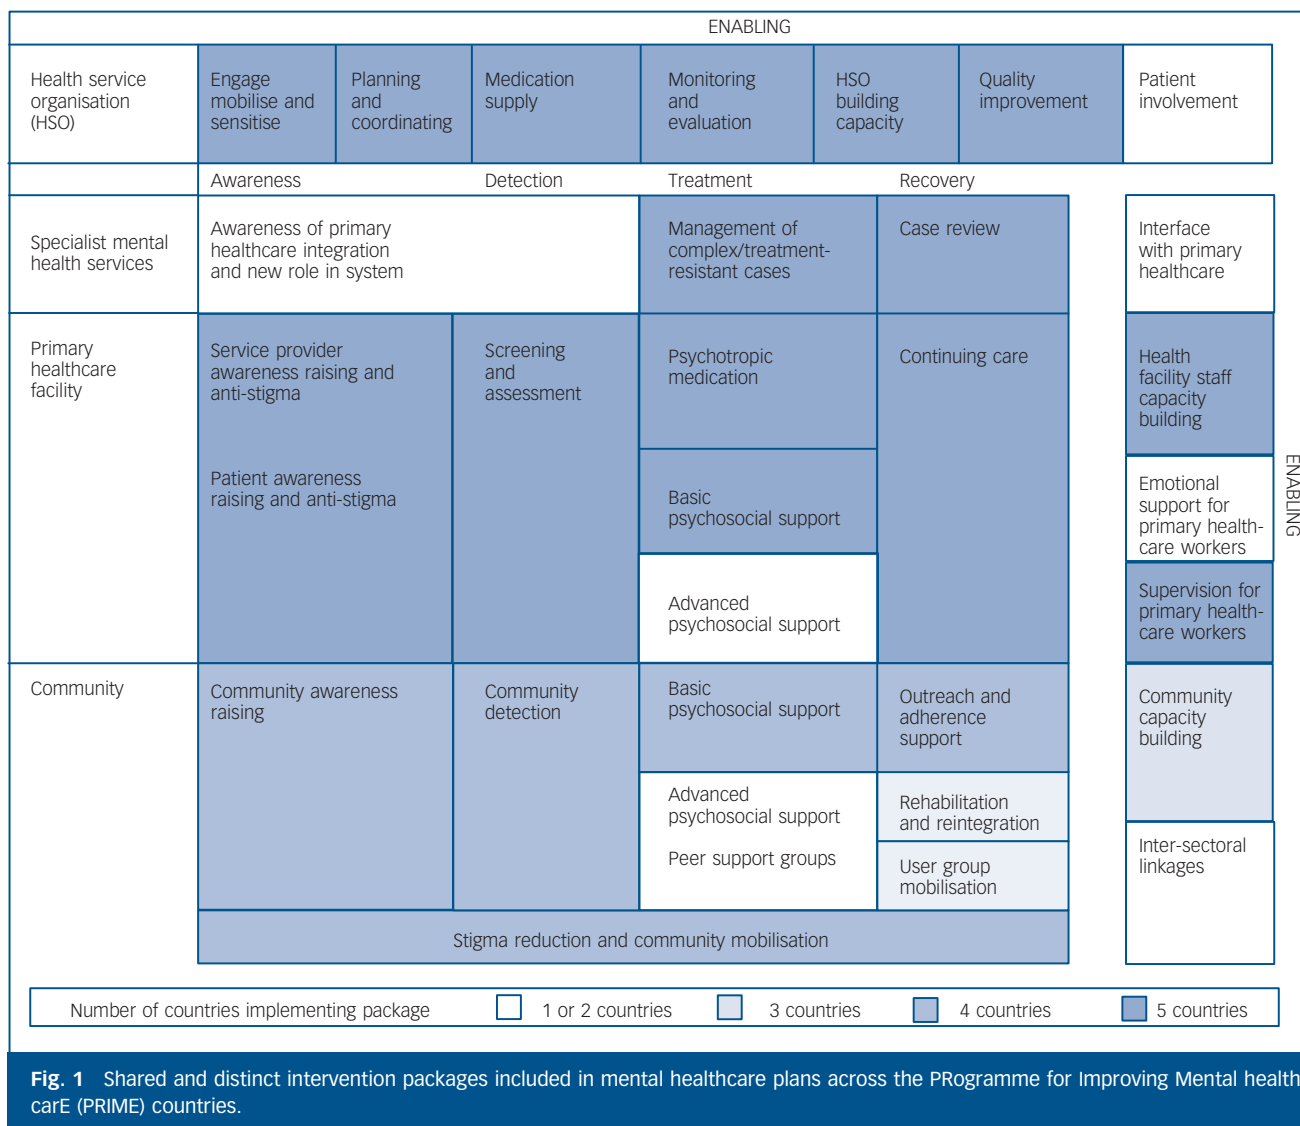 ENABLING
Health service
organisation
(HSO)
Engage
mobilise and
sensitise
Planning
and
coordinating
Medication
supply
Monitoring
and
evaluation
HSO
building
capacity
Quality
improvement
Patient
involvement
Awareness
Detection
Treatment
Recovery
Specialist mental
health services
Awareness of primary
healthcare integration
and new role in system
Management of
complex/treatment-
resistant cases
Case review
Interface
with primary
healthcare
Primary
healthcare
facility
Service provider
awareness raising and
anti-stigma
Patient awareness
raising and anti-stigma
Screening
and
assessment
Psychotropic
medication
Basic
psychosocial support
Advanced
psychosocial support
Continuing care
Health
facility staff
capacity
building
Emotional
support for
primary health-
care workers
Supervision for
primary health-
care workers
ENABLING
Community
Community awareness
raising
Community
detection
Basic
psychosocial support
Advanced
psychosocial support
Peer support groups
Outreach and
adherence
support
Rehabilitation
and reintegration
User group
mobilisation
Community
capacity
building
Inter-sectoral
linkages
Stigma reduction and community mobilisation
Number of countries implementing package
1 or 2 countries
3 countries
4 countries
5 countries
Fig. 1 Shared and distinct intervention packages included in mental healthcare plans across the PRogramme for Improving Mental health
carE (PRIME) countries.